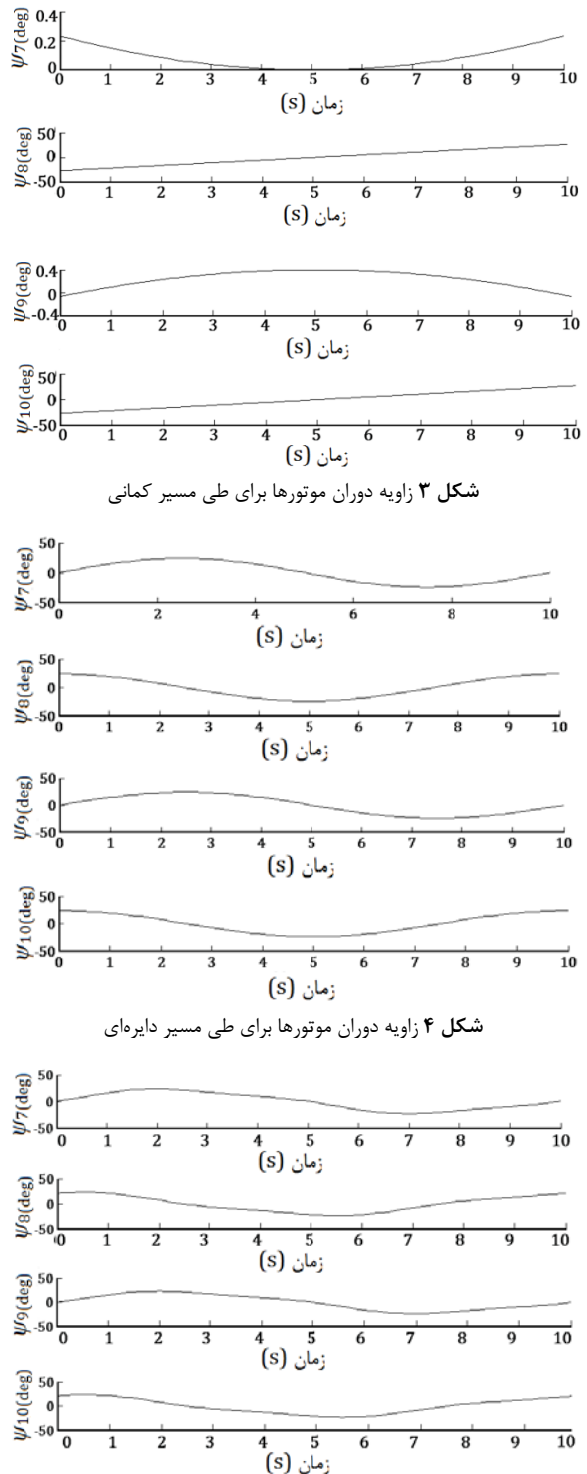 ψ7(deg)
0.4
0.2
0
0 1 2 3 4 5 6 7 8 9 10
زمان (s)
ψ8(deg)
50
0
-50
0 1 2 3 4 5 6 7 8 9 10
زمان (s)
ψ9(deg)
0.4
0
-0.4
0 1 2 3 4 5 6 7 8 9 10
زمان (s)
ψ10(deg)
50
0
-50
0 1 2 3 4 5 6 7 8 9 10
زمان (s)
شکل ۳ زاویه دوران موتورها برای طی مسیر کمانی
ψ7(deg)
50
0
-50
0 2 4 6 8 10
زمان (s)
ψ8(deg)
50
0
-50
0 1 2 3 4 5 6 7 8 9 10
زمان (s)
ψ9(deg)
50
0
-50
0 1 2 3 4 5 6 7 8 9 10
زمان (s)
ψ10(deg)
50
0
-50
0 1 2 3 4 5 6 7 8 9 10
زمان (s)
شکل ۴ زاویه دوران موتورها برای طی مسیر دایره‌ای
ψ7(deg)
50
0
-50
0 1 2 3 4 5 6 7 8 9 10
زمان (s)
ψ8(deg)
50
0
-50
0 1 2 3 4 5 6 7 8 9 10
زمان (s)
ψ9(deg)
50
0
-50
0 1 2 3 4 5 6 7 8 9 10
زمان (s)
ψ10(deg)
50
0
-50
0 1 2 3 4 5 6 7 8 9 10
زمان (s)